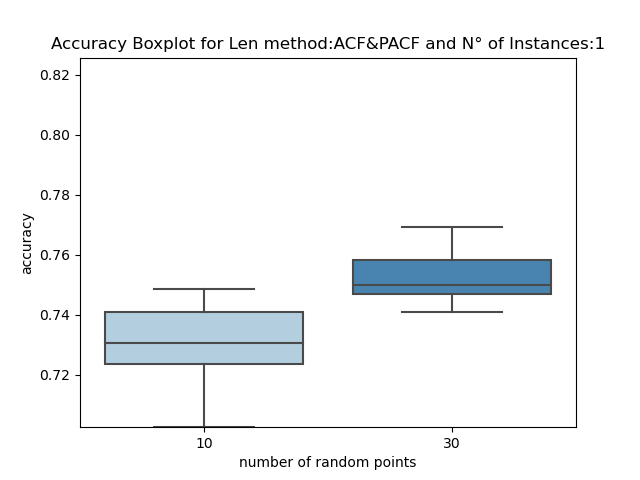 Accuracy Boxplot for Len method:ACF&PACF and N° of Instances:1
0.82
0.80
0.78
0.76
0.74
0.72
accuracy
10 30
number of random points